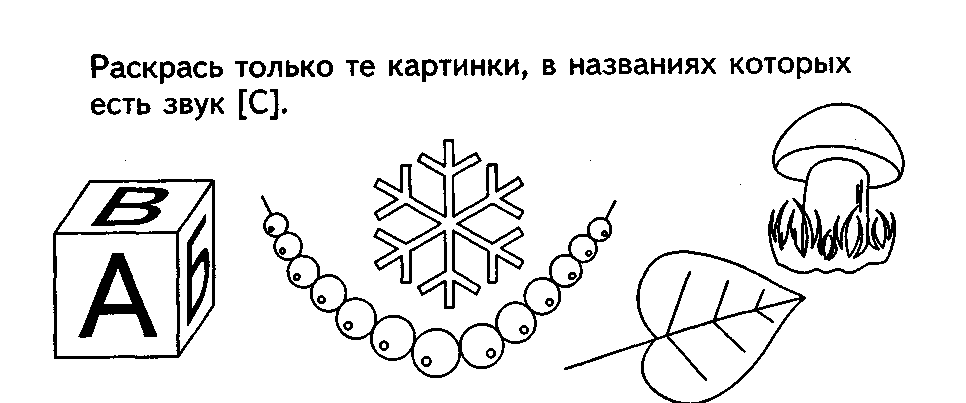 Раскрась только те картинки, в названиях которых
есть звук [С].
В
А
Б